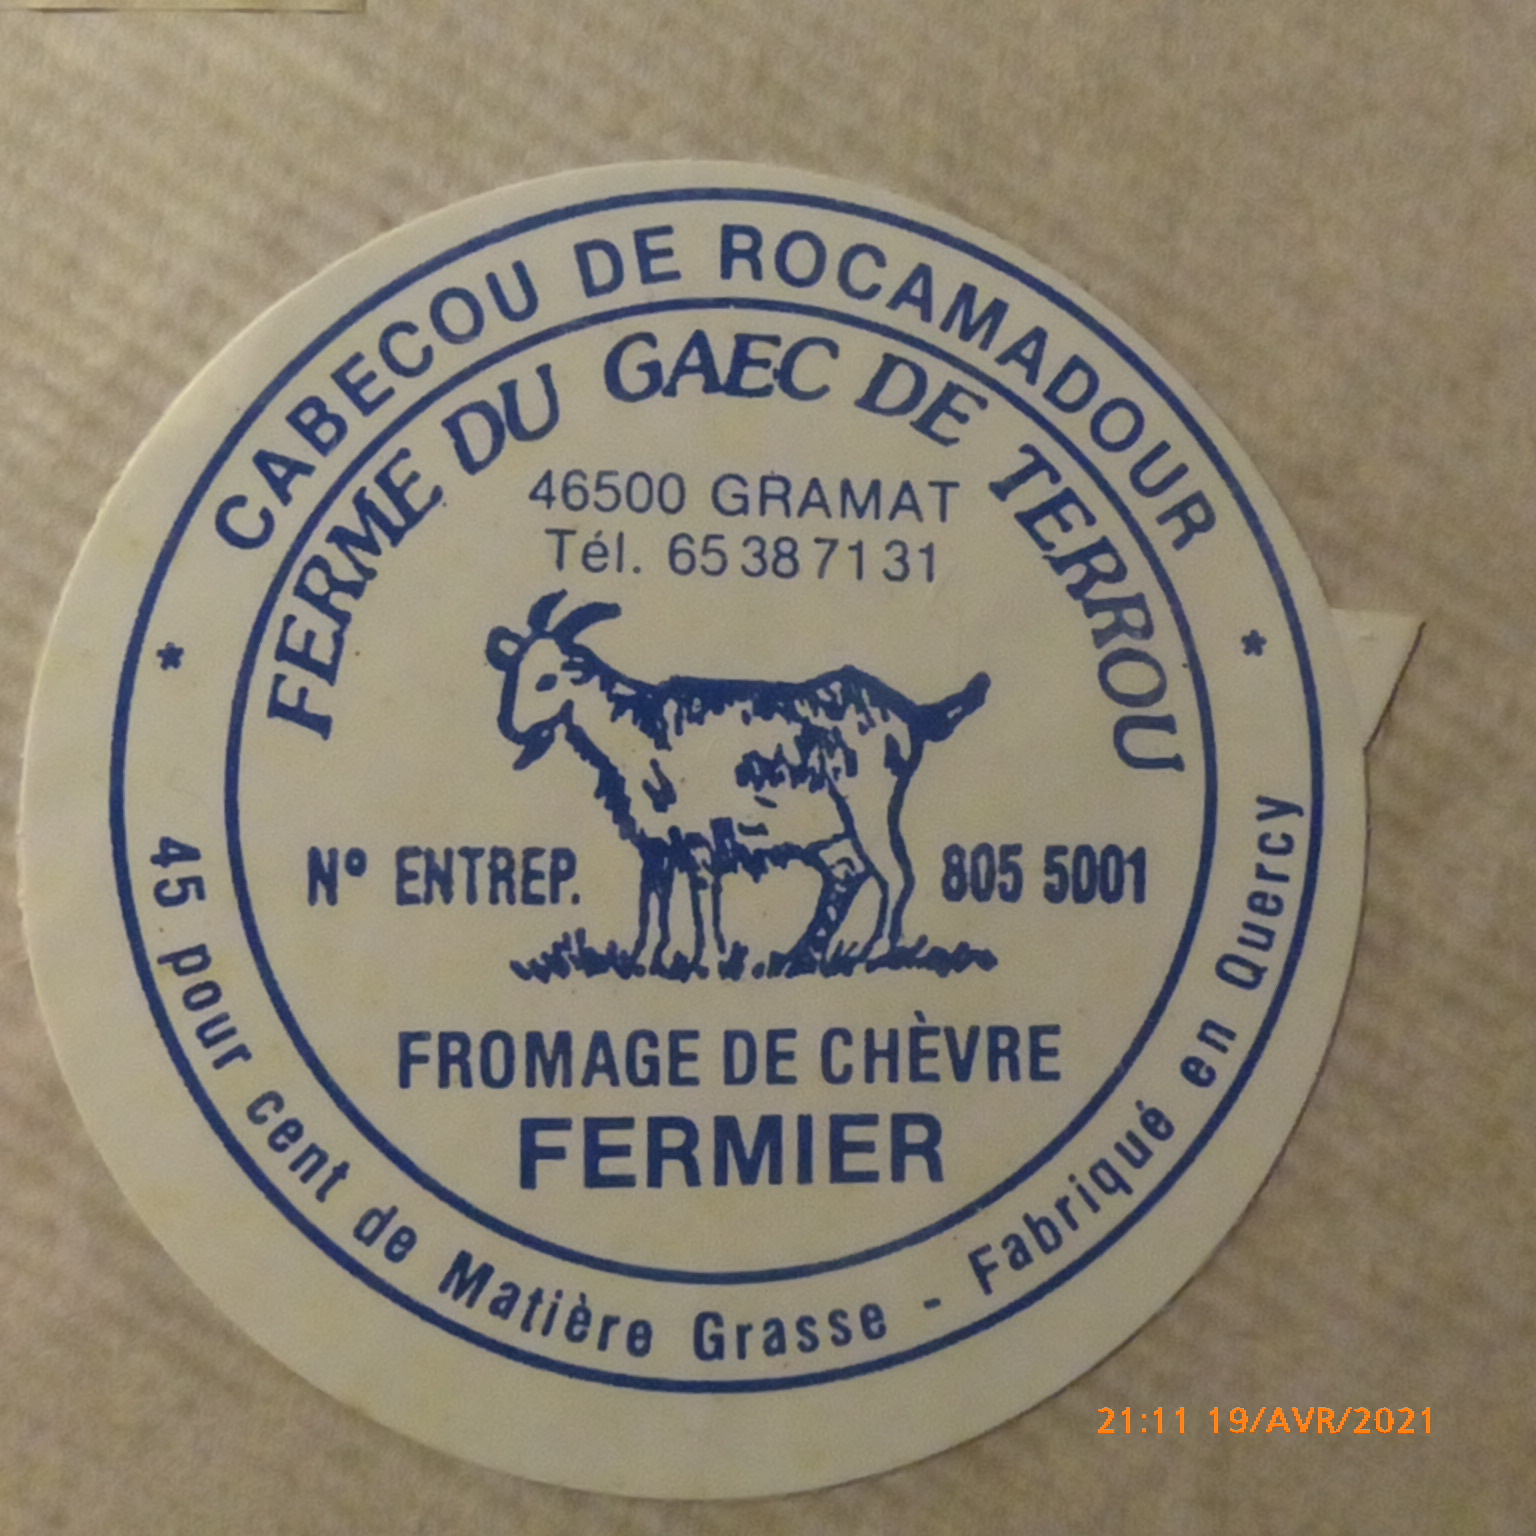 CABECOU DE ROCAMADOUR
FERME DU GAEC DE TERROU
46500 GRAMAT
Tél. 65 38 71 31
N° ENTREP. 805 5001
FROMAGE DE CHÈVRE
FERMIER
* 45 pour cent de Matière Grasse - Fabriqué en Quercy *
21:11 19/AVR/2021